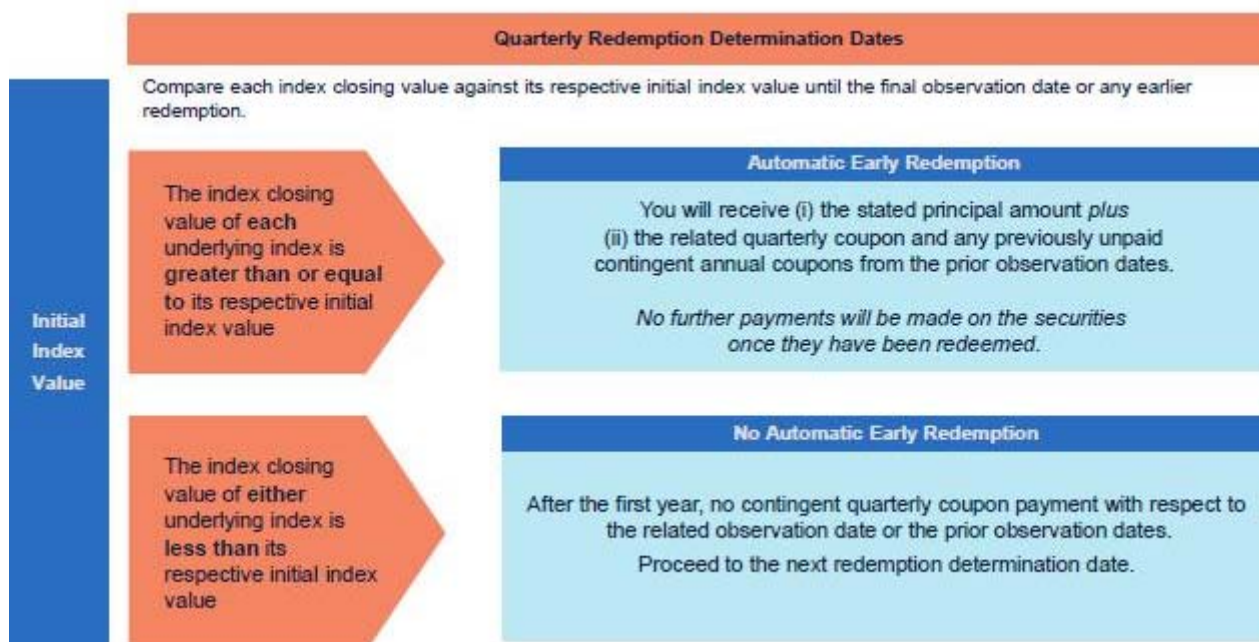 Quarterly Redemption Determination Dates
Compare each index closing value against its respective initial index value until the final observation date or any earlier
redemption.
Initial
Index
Value
The index closing
value of each
underlying index is
greater than or equal
to its respective initial
index value
Automatic Early Redemption
You will receive (i) the stated principal amount plus
(ii) the related quarterly coupon and any previously unpaid
contingent annual coupons from the prior observation dates.
No further payments will be made on the securities
once they have been redeemed.
The index closing
value of either
underlying index is
less than its
respective initial index
value
No Automatic Early Redemption
After the first year, no contingent quarterly coupon payment with respect to
the related observation date or the prior observation dates.
Proceed to the next redemption determination date.